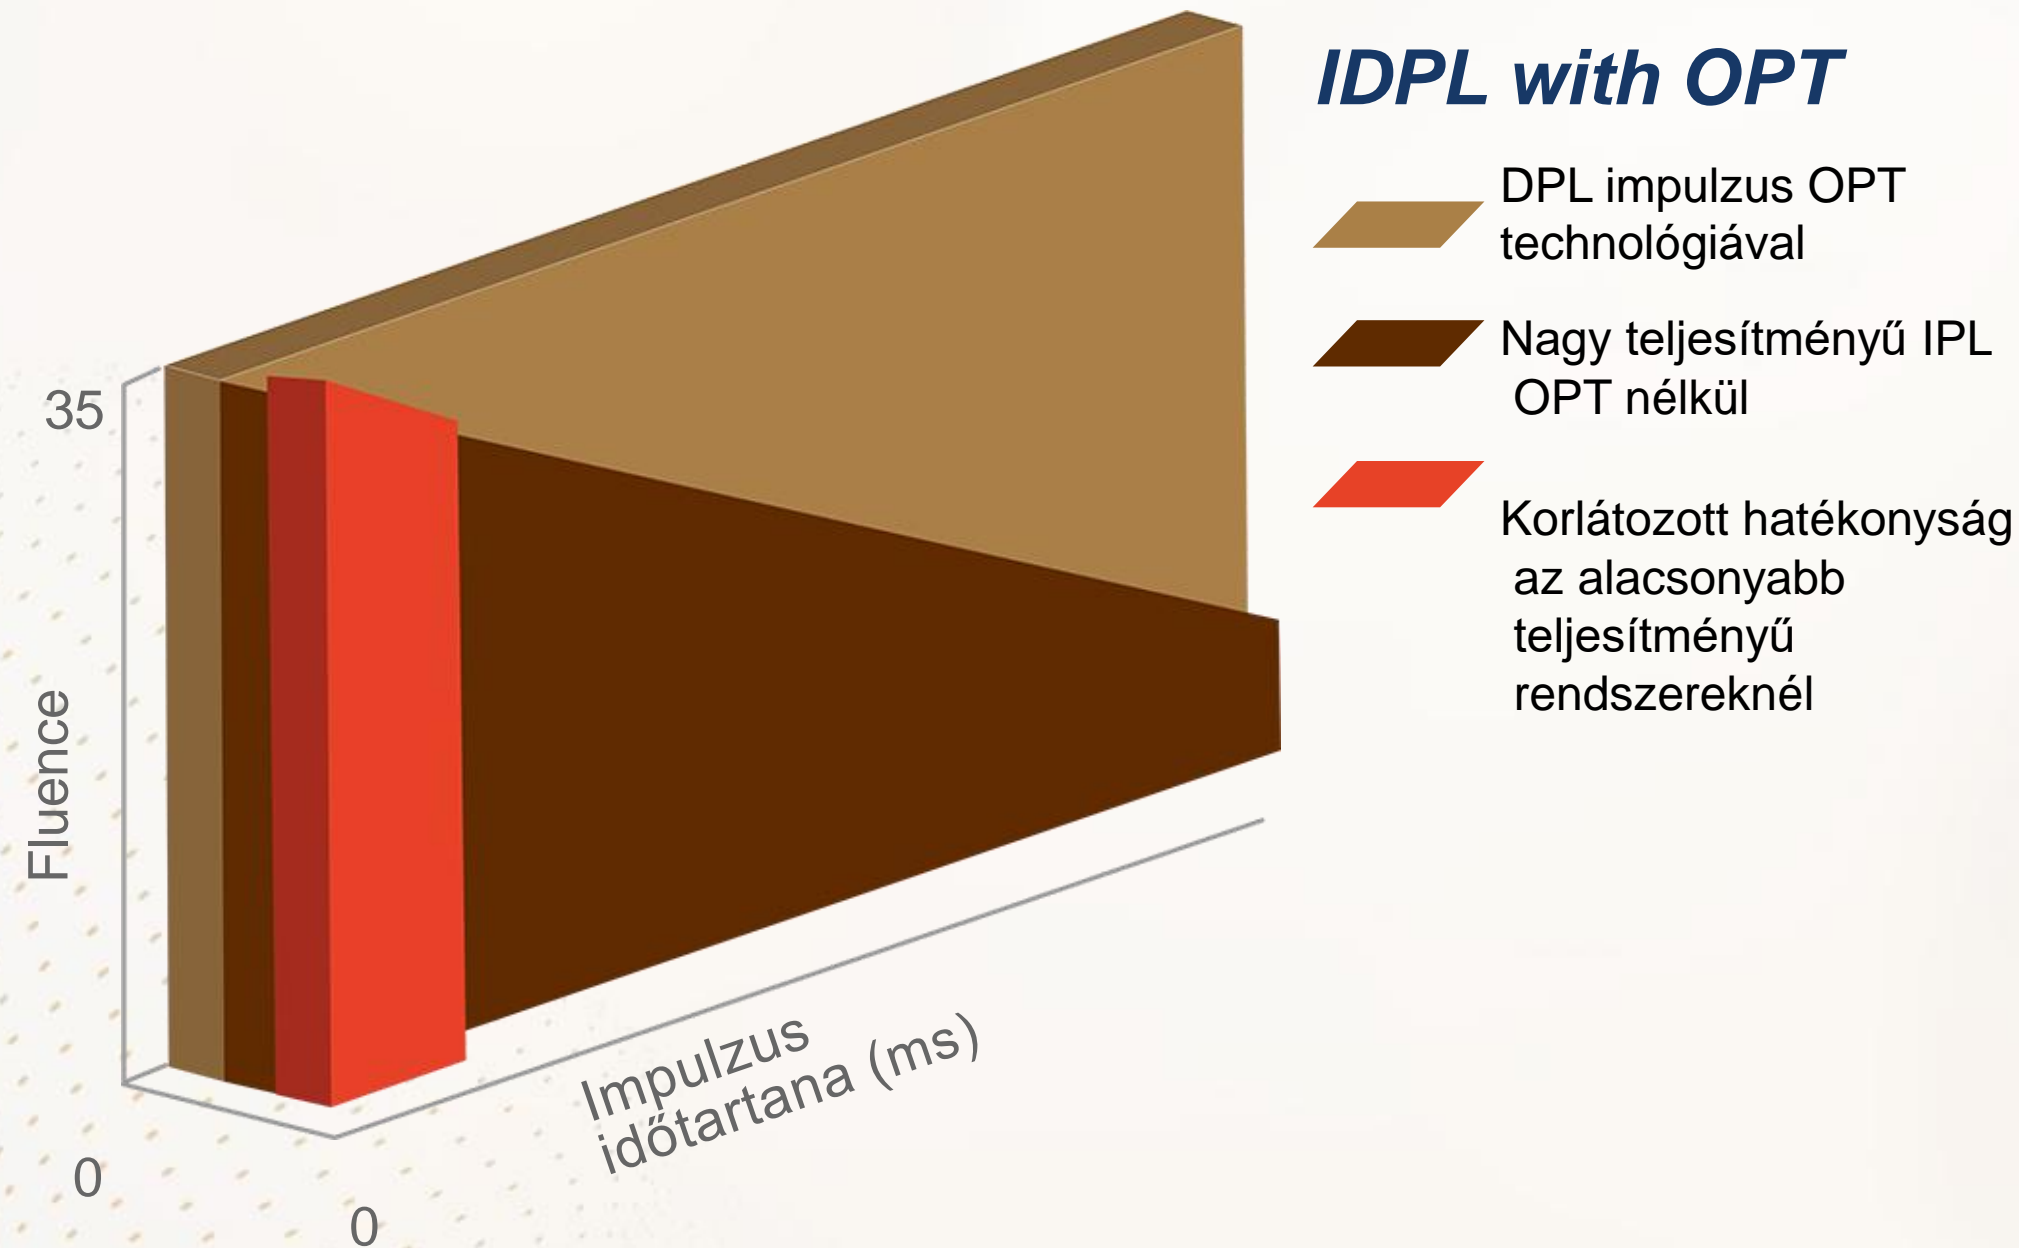 IDPL with OPT
DPL impulzus OPT
technológiával
Nagy teljesítményű IPL
OPT nélkül
Korlátozott hatékonyság
az alacsonyabb
teljesítményű
rendszereknél
35
Fluence
0
0
Impulzus
időtartana (ms)